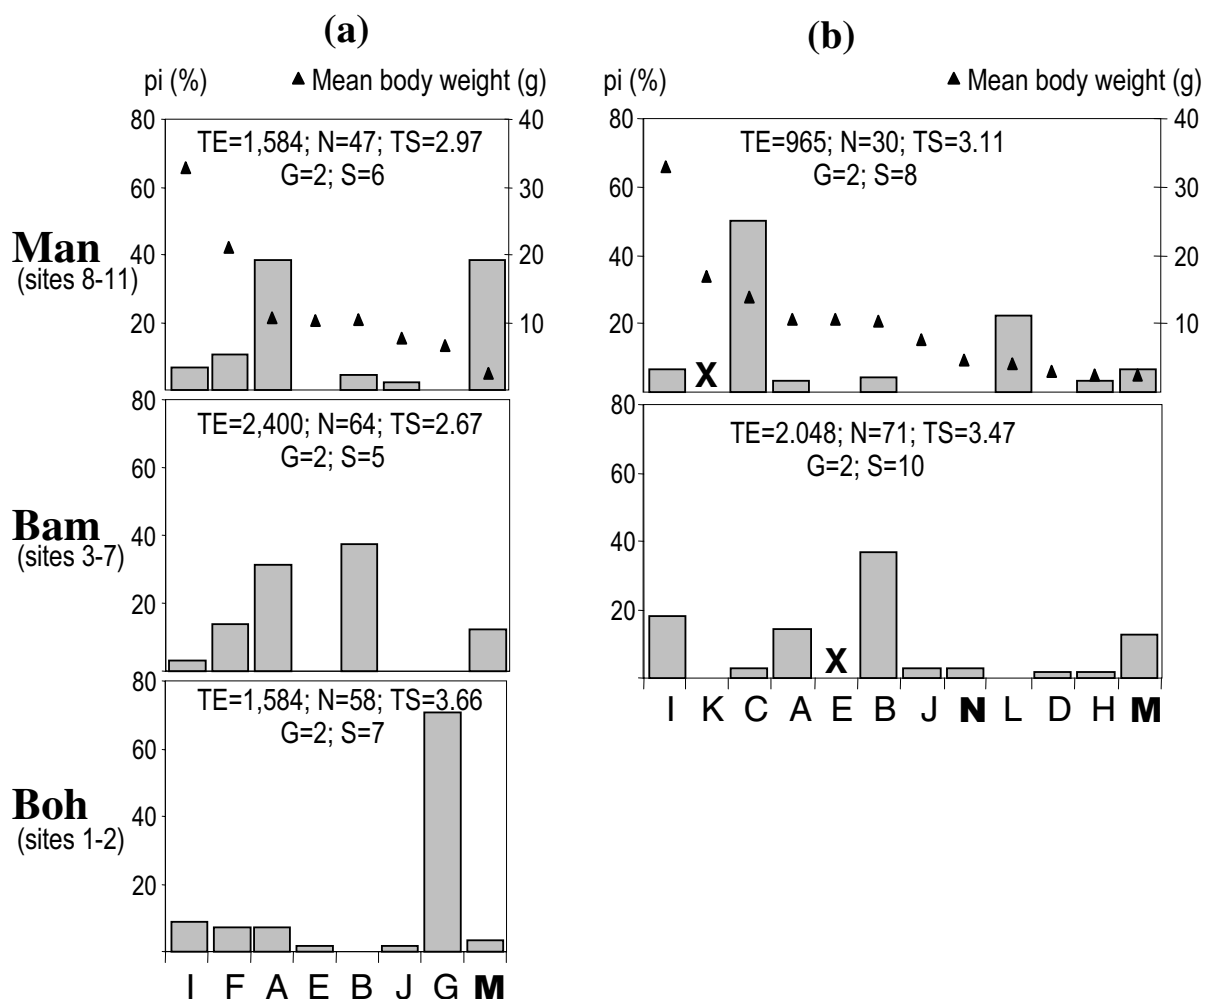 (a)
pi (%) ▲ Mean body weight (g)
80 40
TE=1,584; N=47; TS=2.97
G=2; S=6
60 30
Man
(sites 8-11)
40 20
20 10
80
TE=2,400; N=64; TS=2.67
G=2; S=5
60
Bam
(sites 3-7)
40
20
80
TE=1,584; N=58; TS=3.66
G=2; S=7
60
Boh
(sites 1-2)
40
20
I F A E B J G M
(b)
pi (%) ▲ Mean body weight (g)
80 40
TE=965; N=30; TS=3.11
G=2; S=8
60 30
40 20
20 10
X
80
TE=2.048; N=71; TS=3.47
G=2; S=10
60
40
20
X
I K C A E B J N L D H M